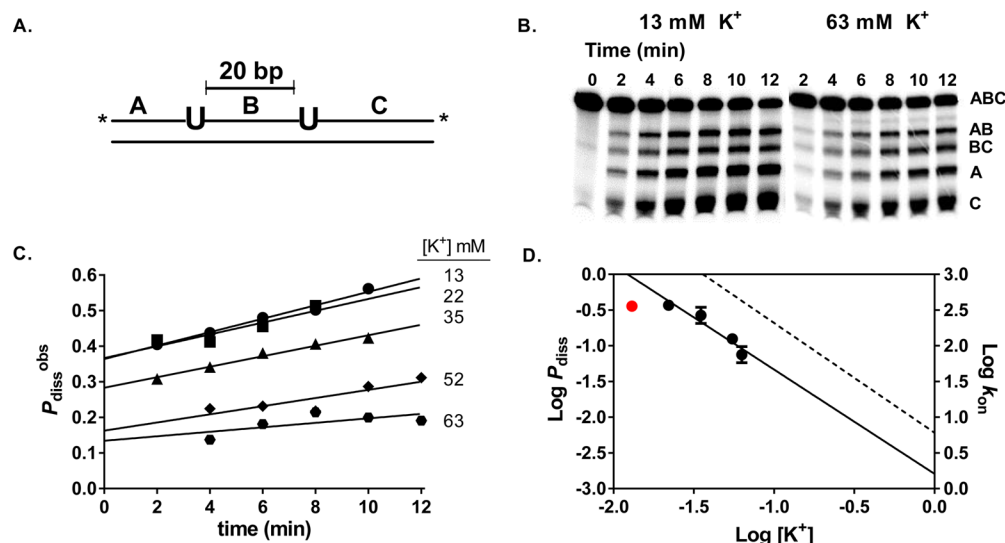 A.
20 bp
* A U B U C *
B.
13 mM K+ 63 mM K+
Time (min)
0 2 4 6 8 10 12 2 4 6 8 10 12
ABC
AB
BC
A
C
C.
[K+] mM
13
22
35
52
63
0.6
0.5
0.4
0.3
0.2
0.1
0.0
Pdiss obs
0 2 4 6 8 10 12
time (min)
D.
-0.0
-0.5
-1.0
-1.5
-2.0
-2.5
-3.0
Log Pdiss
3.0
2.5
2.0
1.5
1.0
0.5
0.0
Log kon
-2.0 -1.5 -1.0 -0.5 0.0
Log [K+]